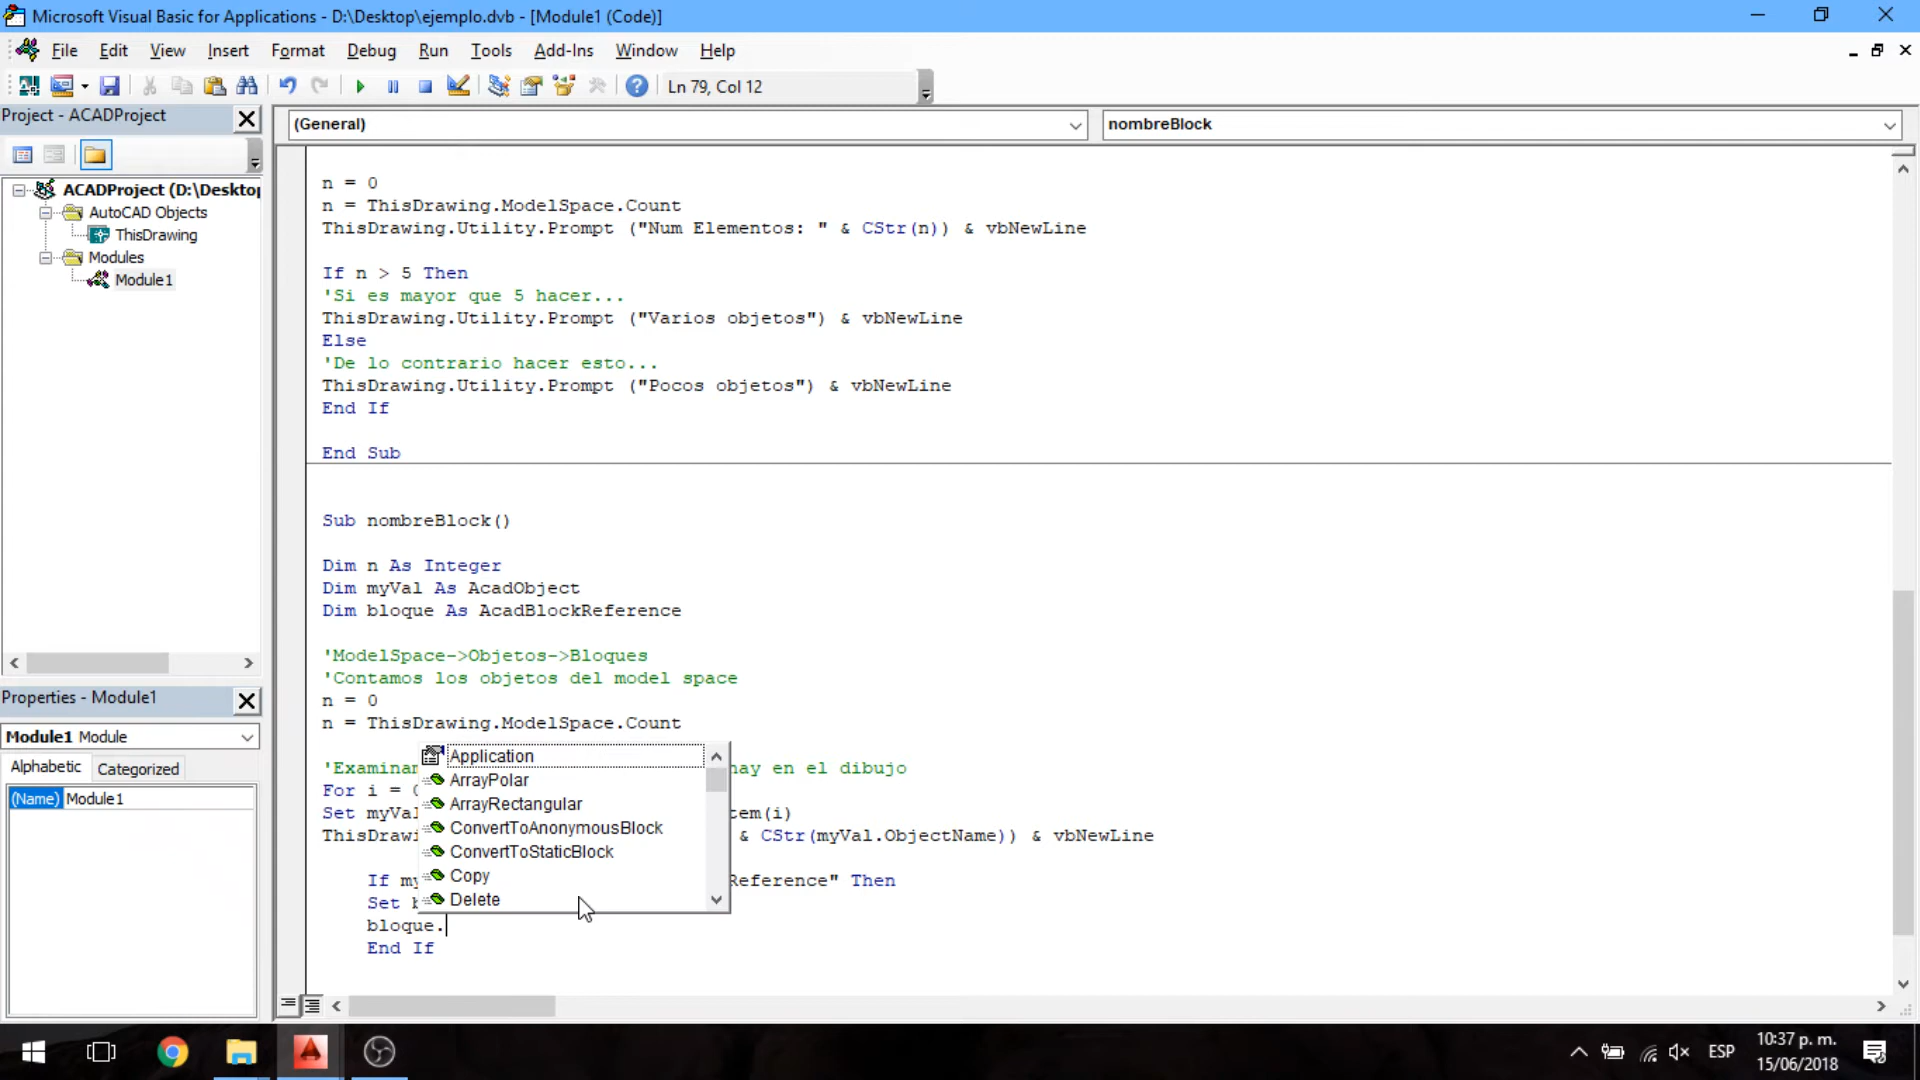 Microsoft Visual Basic for Applications - D:\Desktop\ejemplo.dvb - [Module1 (Code)]
File Edit View Insert Format Debug Run Tools Add-Ins Window Help
Ln 79, Col 12
Project - ACADProject
(General)
nombreBlock
ACADProject (D:\Desktop
AutoCAD Objects
ThisDrawing
Modules
Module1
n = 0
n = ThisDrawing.ModelSpace.Count
ThisDrawing.Utility.Prompt ("Num Elementos: " & CStr(n)) & vbNewLine
If n > 5 Then
'Si es mayor que 5 hacer...
ThisDrawing.Utility.Prompt ("Varios objetos") & vbNewLine
Else
'De lo contrario hacer esto...
ThisDrawing.Utility.Prompt ("Pocos objetos") & vbNewLine
End If
End Sub
Sub nombreBlock()
Dim n As Integer
Dim myVal As AcadObject
Dim bloque As AcadBlockReference
'ModelSpace->Objetos->Bloques
'Contamos los objetos del model space
n = 0
n = ThisDrawing.ModelSpace.Count
'Examinam hay en el dibujo
For i = 0
Set myVal tem(i)
ThisDrawi & CStr(myVal.ObjectName)) & vbNewLine
If my Reference" Then
Set b
bloque.
End If
Application
ArrayPolar
ArrayRectangular
ConvertToAnonymousBlock
ConvertToStaticBlock
Copy
Delete
Properties - Module1
Module1 Module
Alphabetic Categorized
(Name) Module1
ESP
10:37 p. m.
15/06/2018